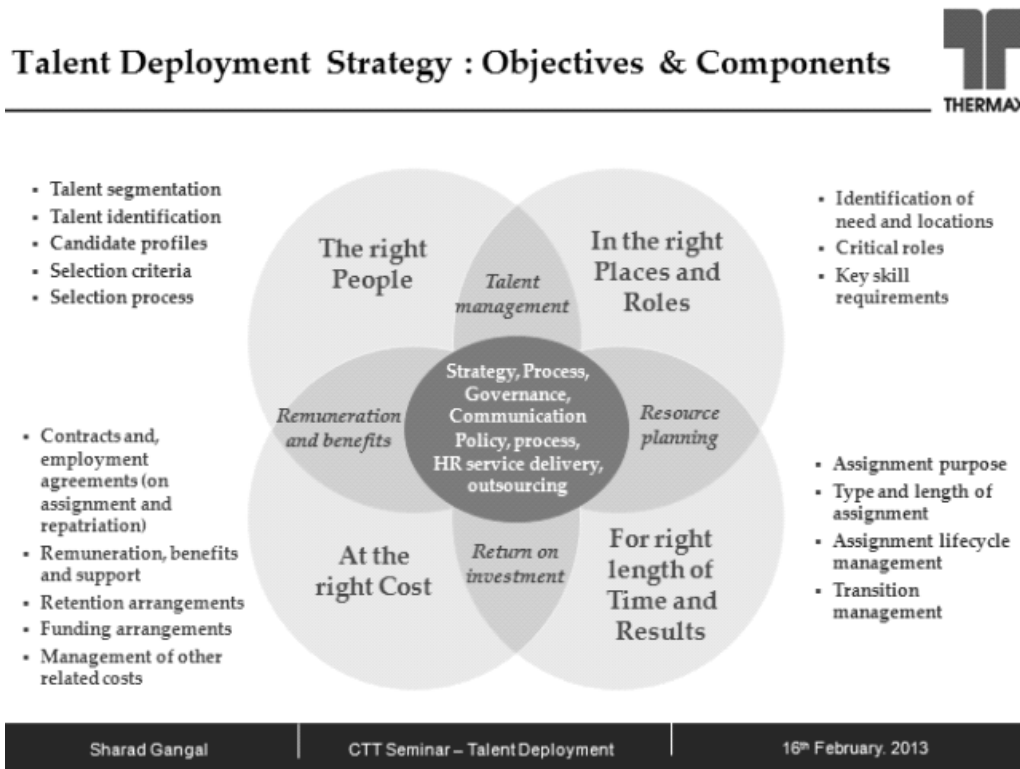 Talent Deployment Strategy : Objectives & Components
THERMAX
▪ Talent segmentation
▪ Talent identification
▪ Candidate profiles
▪ Selection criteria
▪ Selection process
The right
People
Talent
management
In the right
Places and
Roles
▪ Identification of
need and locations
▪ Critical roles
▪ Key skill
requirements
Remuneration
and benefits
Strategy, Process,
Governance,
Communication
Policy, process,
HR service delivery,
outsourcing
Resource
planning
▪ Contracts and,
employment
agreements (on
assignment and
repatriation)
▪ Remuneration, benefits
and support
▪ Retention arrangements
▪ Funding arrangements
▪ Management of other
related costs
At the
right Cost
Return on
investment
For right
length of
Time and
Results
▪ Assignment purpose
▪ Type and length of
assignment
▪ Assignment lifecycle
management
▪ Transition
management
Sharad Gangal
CTT Seminar – Talent Deployment
16th February. 2013